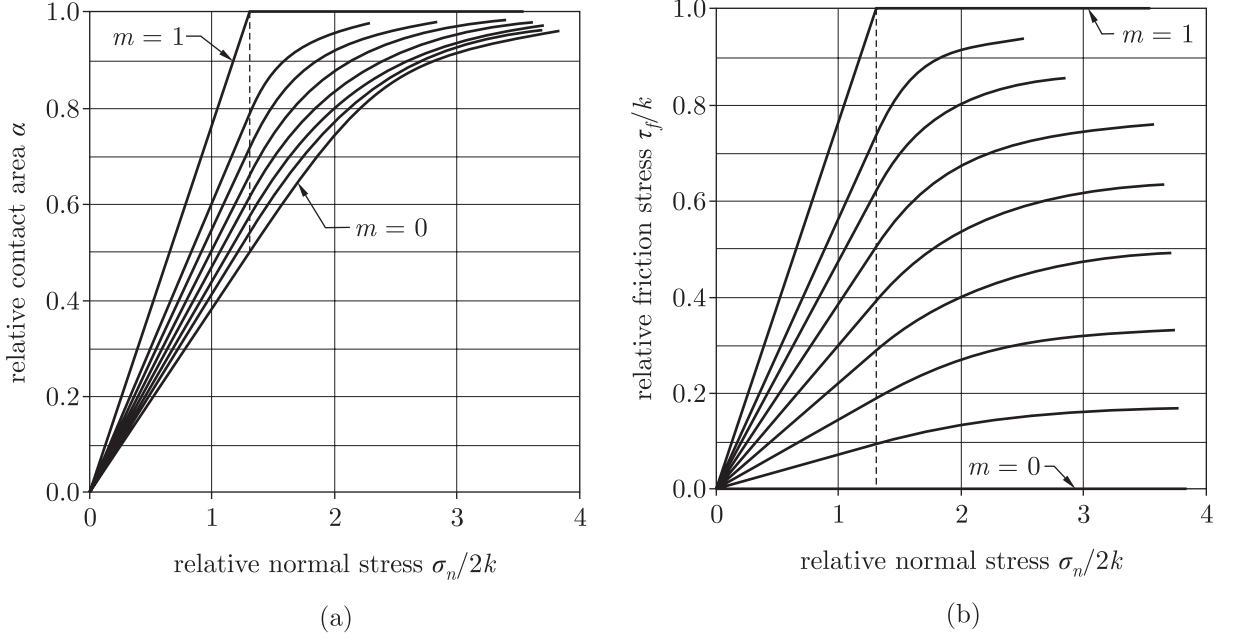 relative contact area α
1.0
0.8
0.6
0.4
0.2
0.0
m = 1
m = 0
0 1 2 3 4
relative normal stress σₙ/2k
(a)
relative friction stress τ_f/k
1.0
0.8
0.6
0.4
0.2
0.0
m = 1
m = 0
0 1 2 3 4
relative normal stress σₙ/2k
(b)